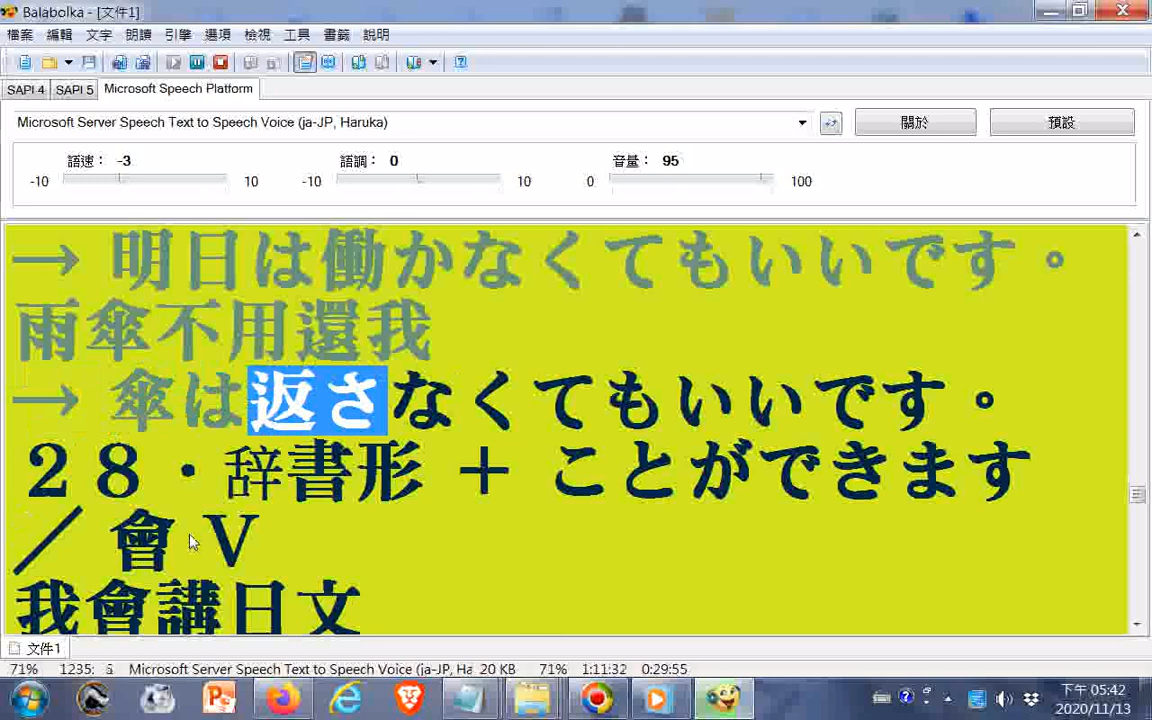 Balabolka - [文件1]
檔案 編輯 文字 朗讀 引擎 選項 檢視 工具 書籤 說明
SAPI 4 SAPI 5 Microsoft Speech Platform
Microsoft Server Speech Text to Speech Voice (ja-JP, Haruka) 關於 預設
語速： -3 語調： 0 音量： 95
-10 10 -10 10 0 100
→ 明日は働かなくてもいいです。
雨傘不用還我
→ 傘は返さなくてもいいです。
２８・辞書形 ＋ ことができます
／ 會 V
我會講日文
文件1
71% 1235: Microsoft Server Speech Text to Speech Voice (ja-JP, Ha 20 KB 71% 1:11:32 0:29:55
下午 05:42
2020/11/13